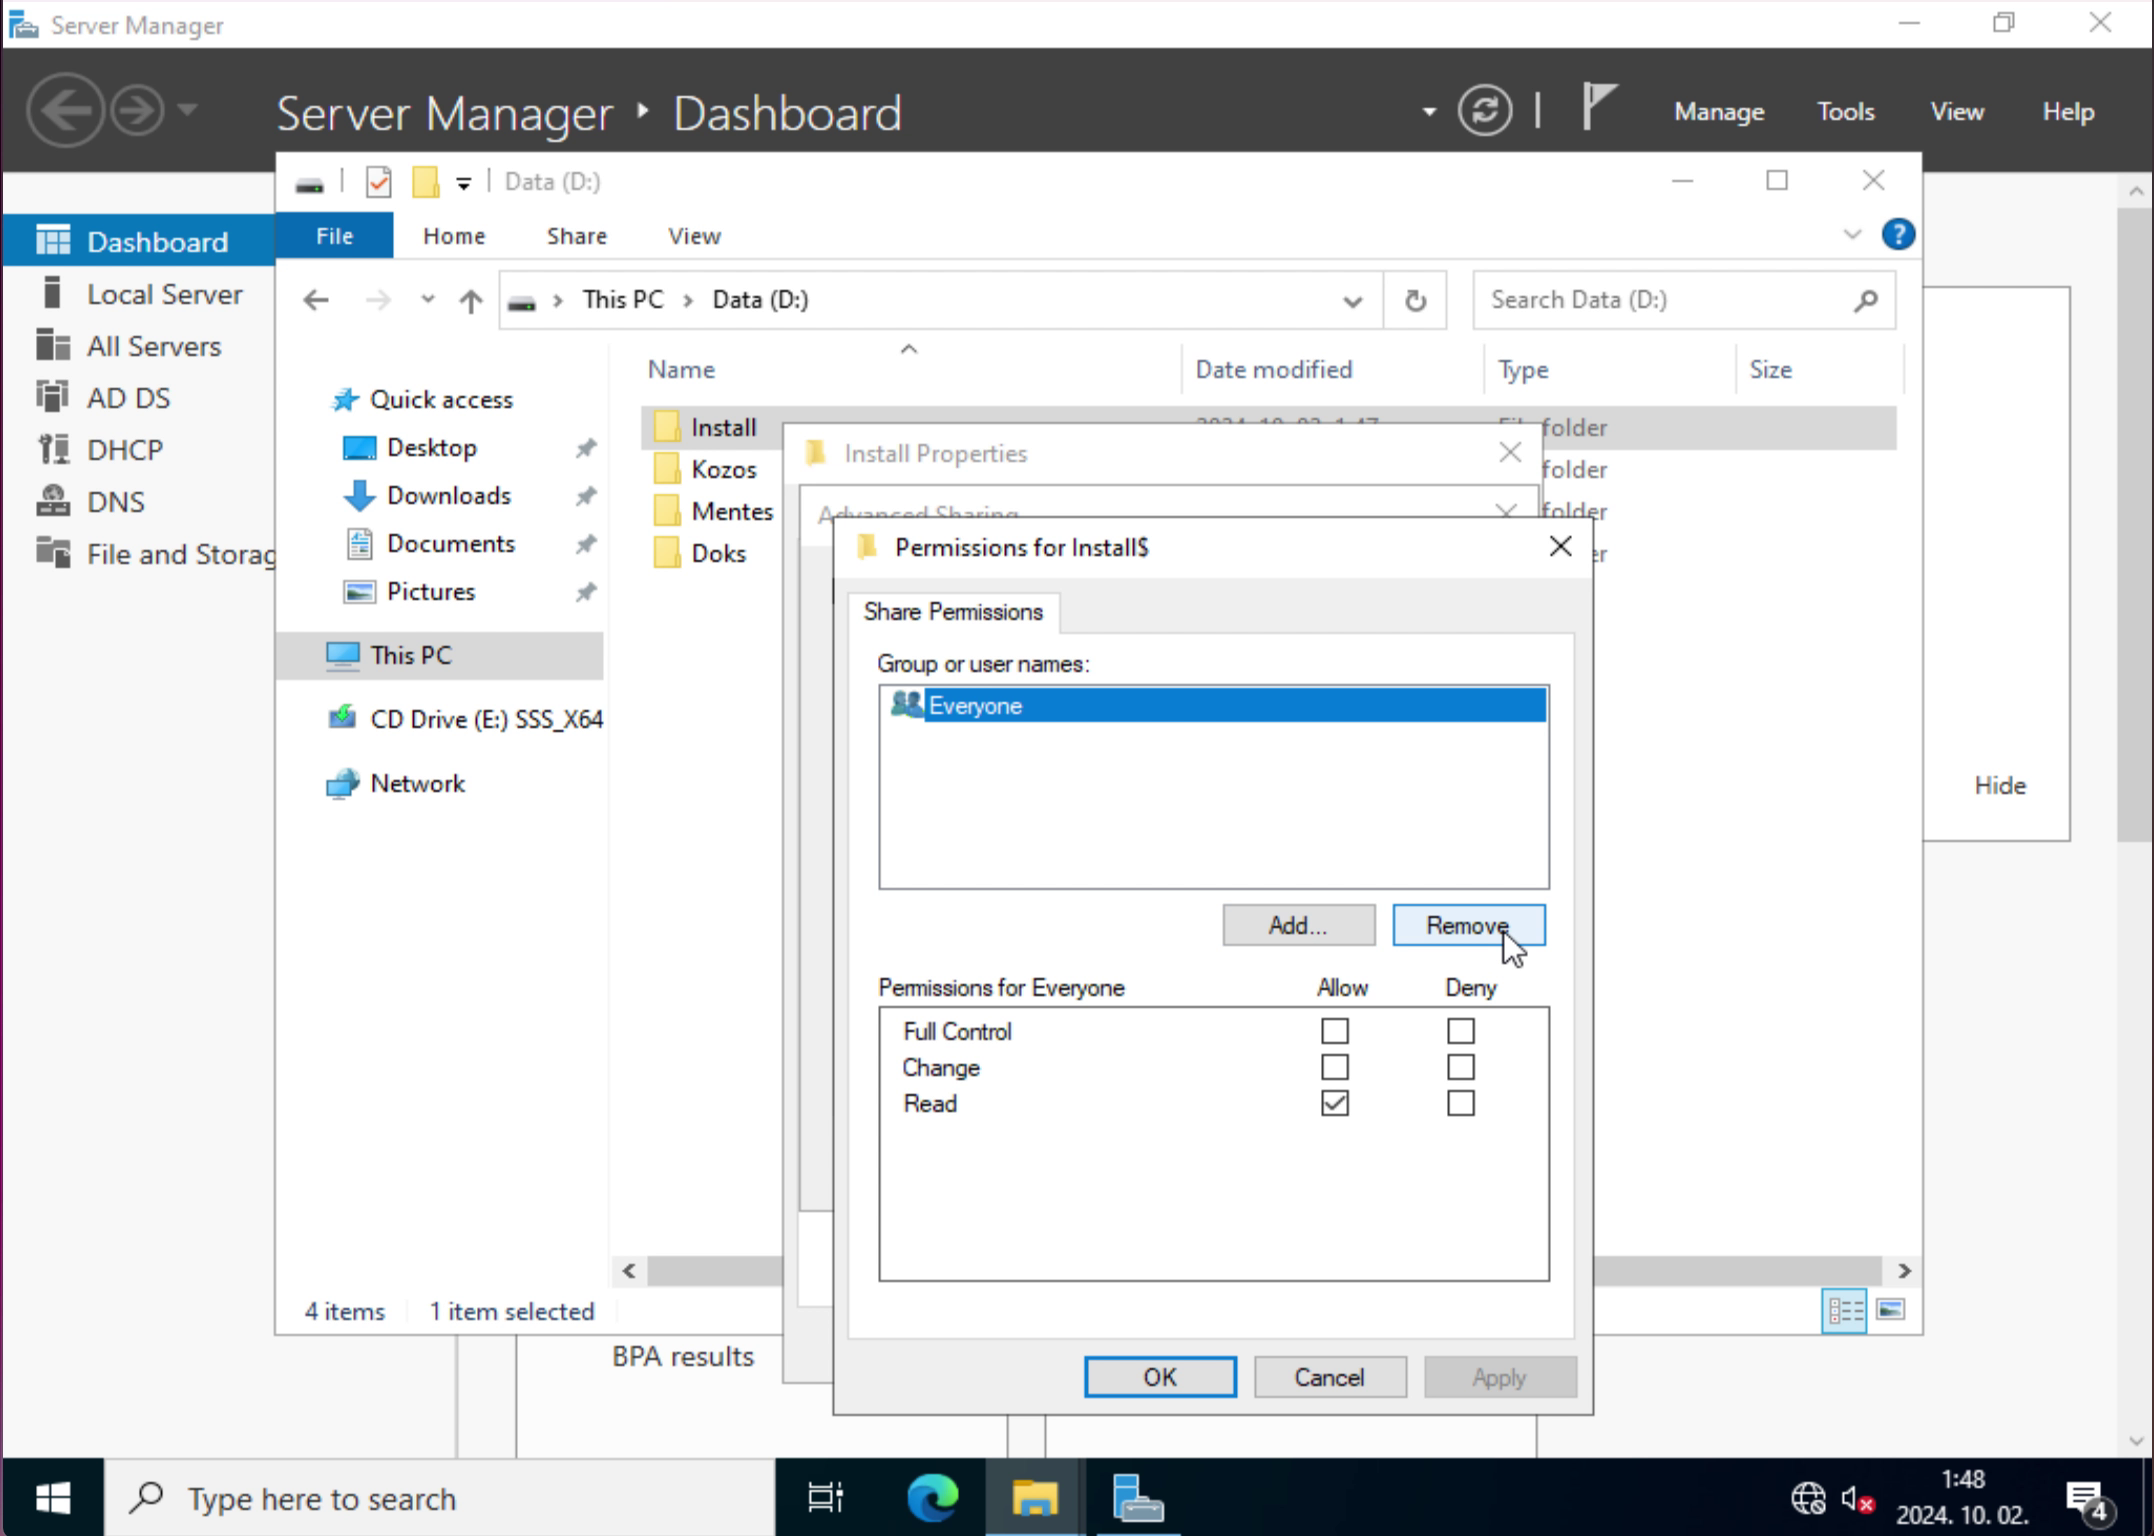 Server Manager
Server Manager ‣ Dashboard
Manage
Tools
View
Help
Data (D:)
File
Home
Share
View
This PC
Data (D:)
Search Data (D:)
Dashboard
Local Server
All Servers
AD DS
DHCP
DNS
File and Storag
Quick access
Desktop
Downloads
Documents
Pictures
This PC
CD Drive (E:) SSS_X64
Network
Name
Date modified
Type
Size
Install
folder
Kozos
folder
Mentes
folder
Doks
Install Properties
Advanced Sharing
Permissions for Install$
Share Permissions
Group or user names:
Everyone
Add...
Remove
Permissions for Everyone
Allow
Deny
Full Control
Change
Read
OK
Cancel
Apply
Hide
4 items
1 item selected
BPA results
Type here to search
1:48
2024. 10. 02.
4